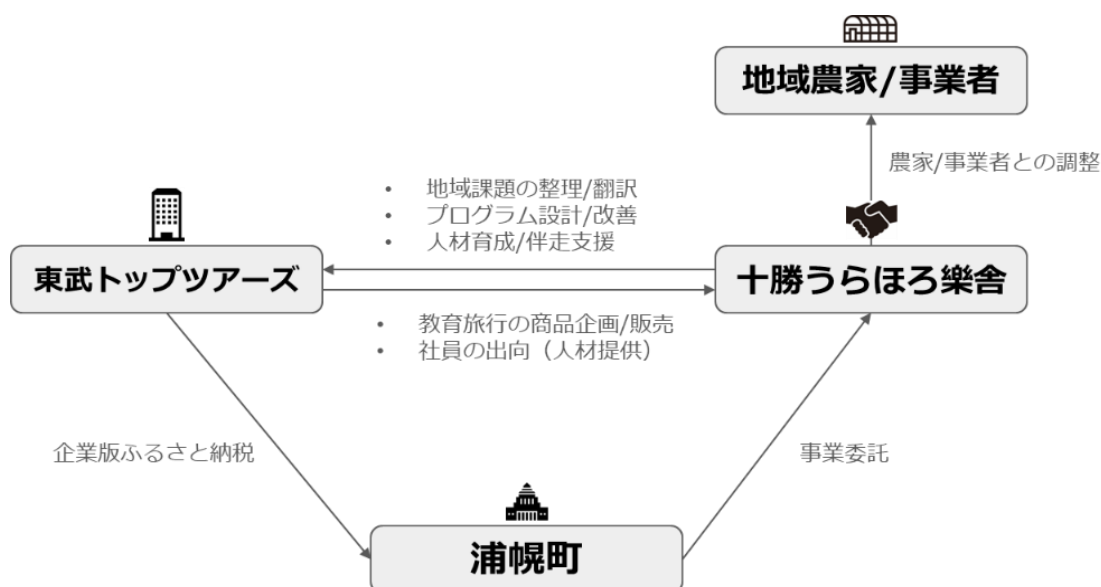 地域農家/事業者
農家/事業者との調整
• 地域課題の整理/翻訳
• プログラム設計/改善
• 人材育成/伴走支援
東武トップツアーズ
十勝うらほろ樂舎
• 教育旅行の商品企画/販売
• 社員の出向（人材提供）
企業版ふるさと納税
事業委託
浦幌町